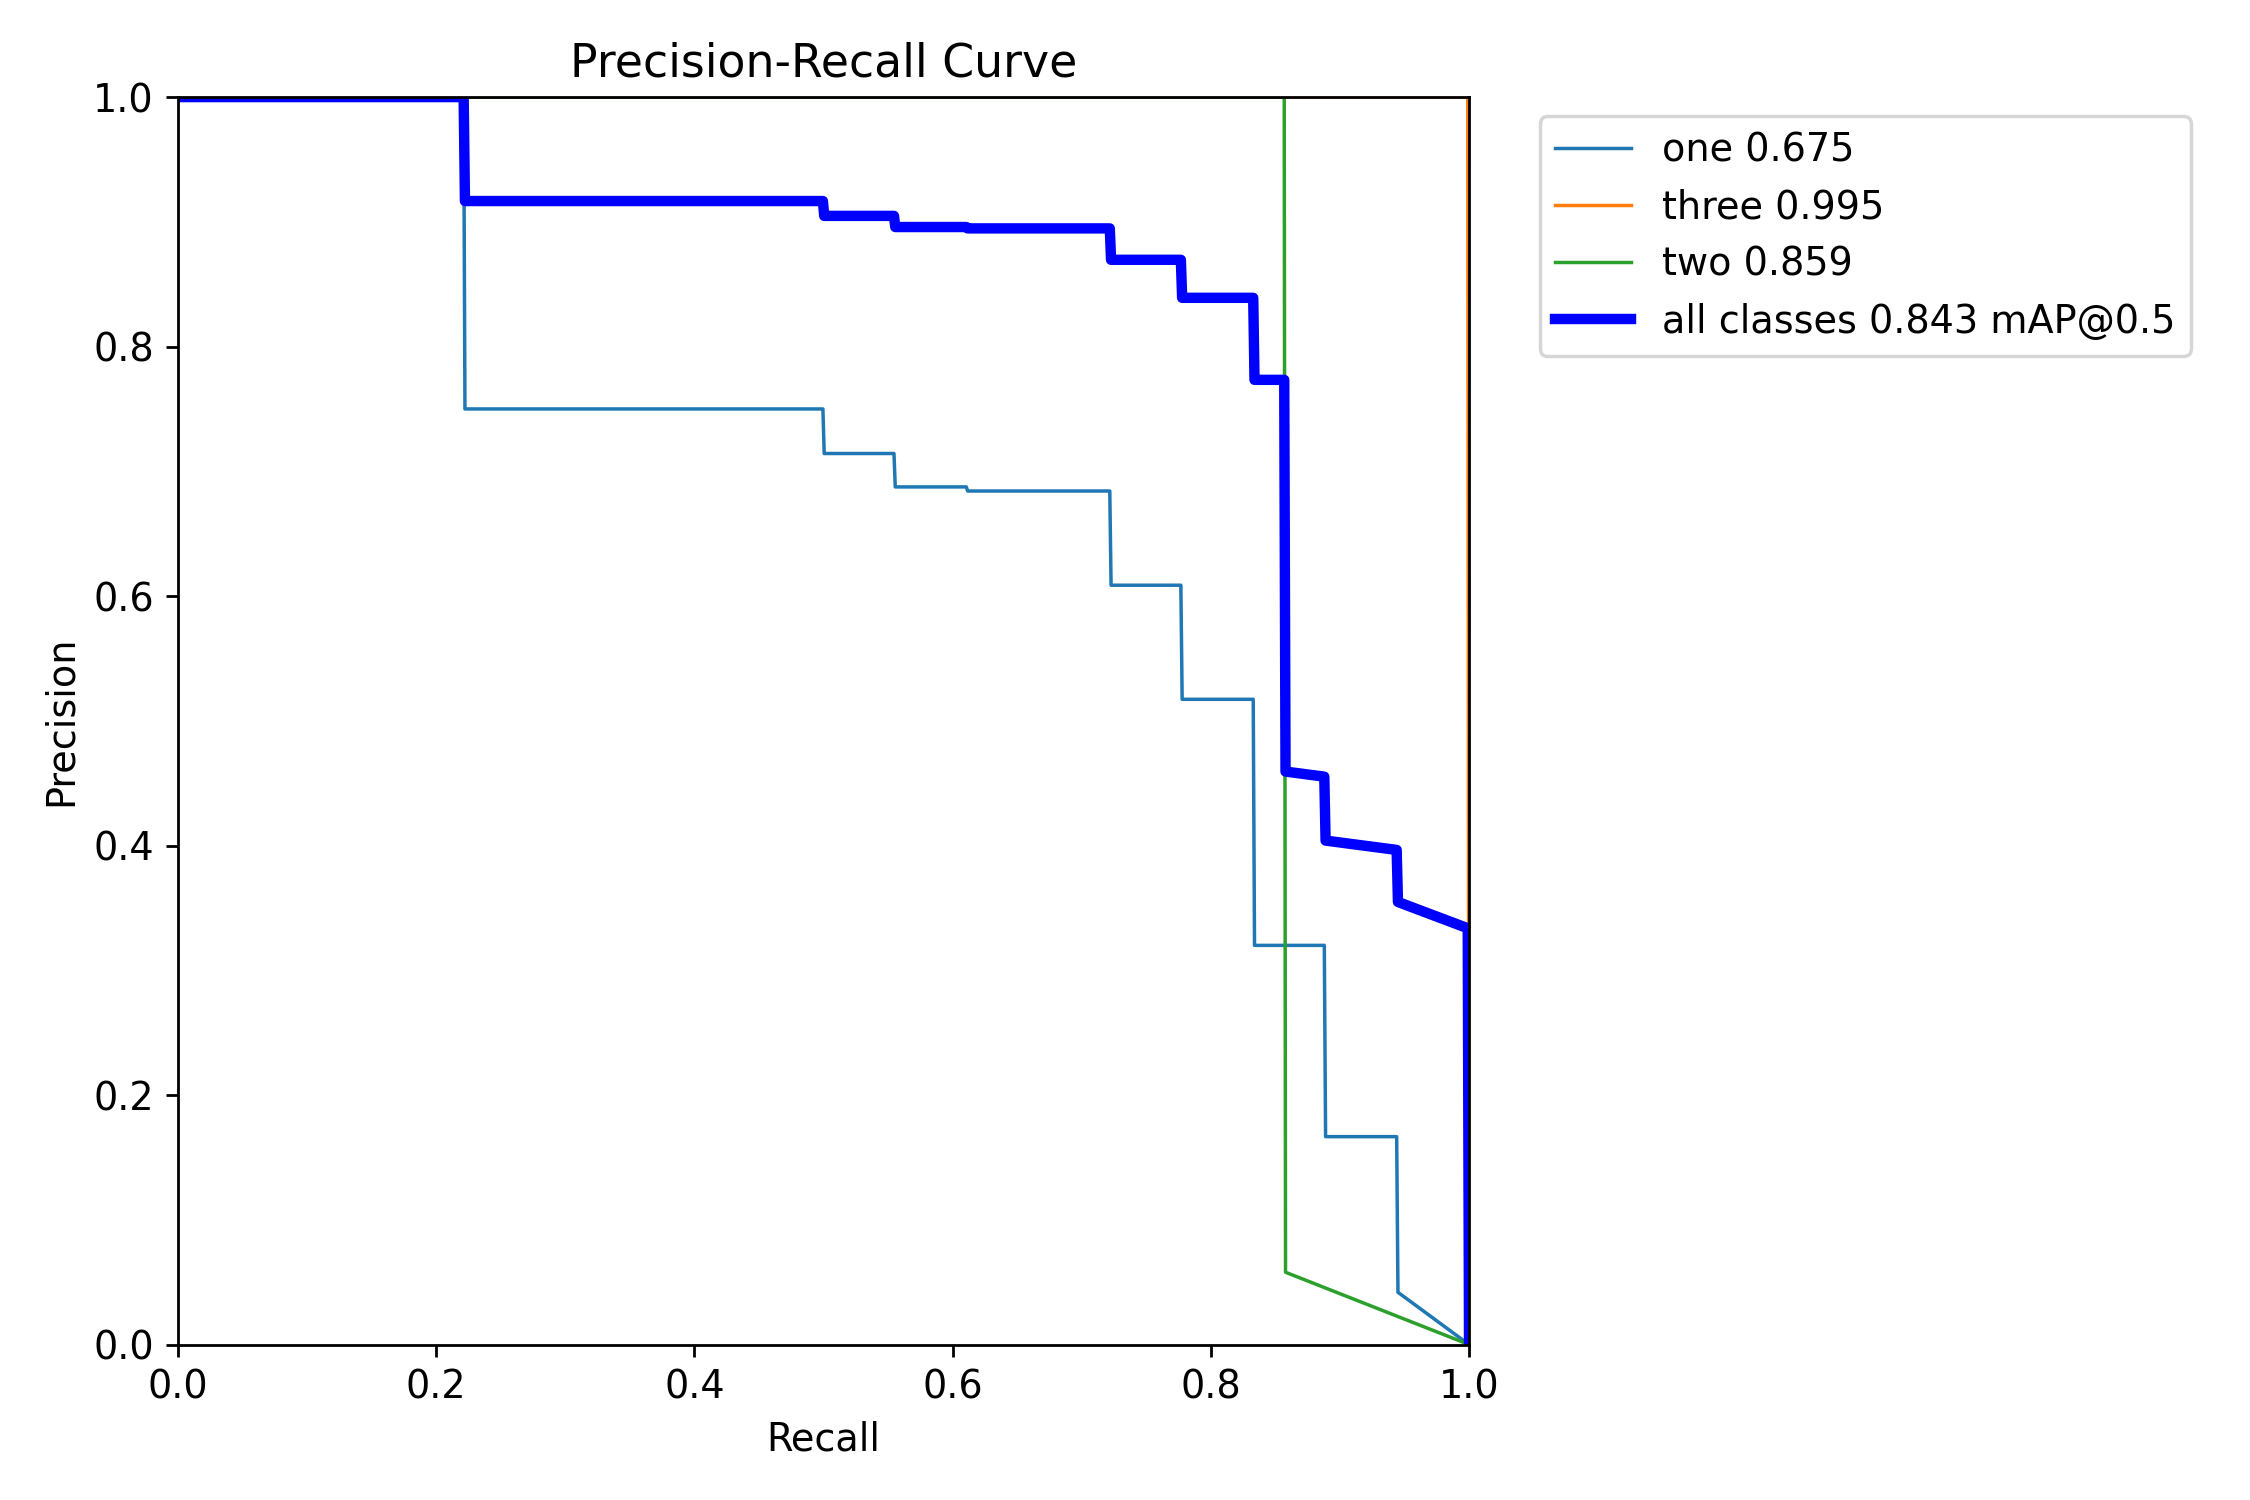 Precision-Recall Curve
1.0
0.8
0.6
0.4
0.2
0.0
Precision
0.0 0.2 0.4 0.6 0.8 1.0
Recall
one 0.675
three 0.995
two 0.859
all classes 0.843 mAP@0.5